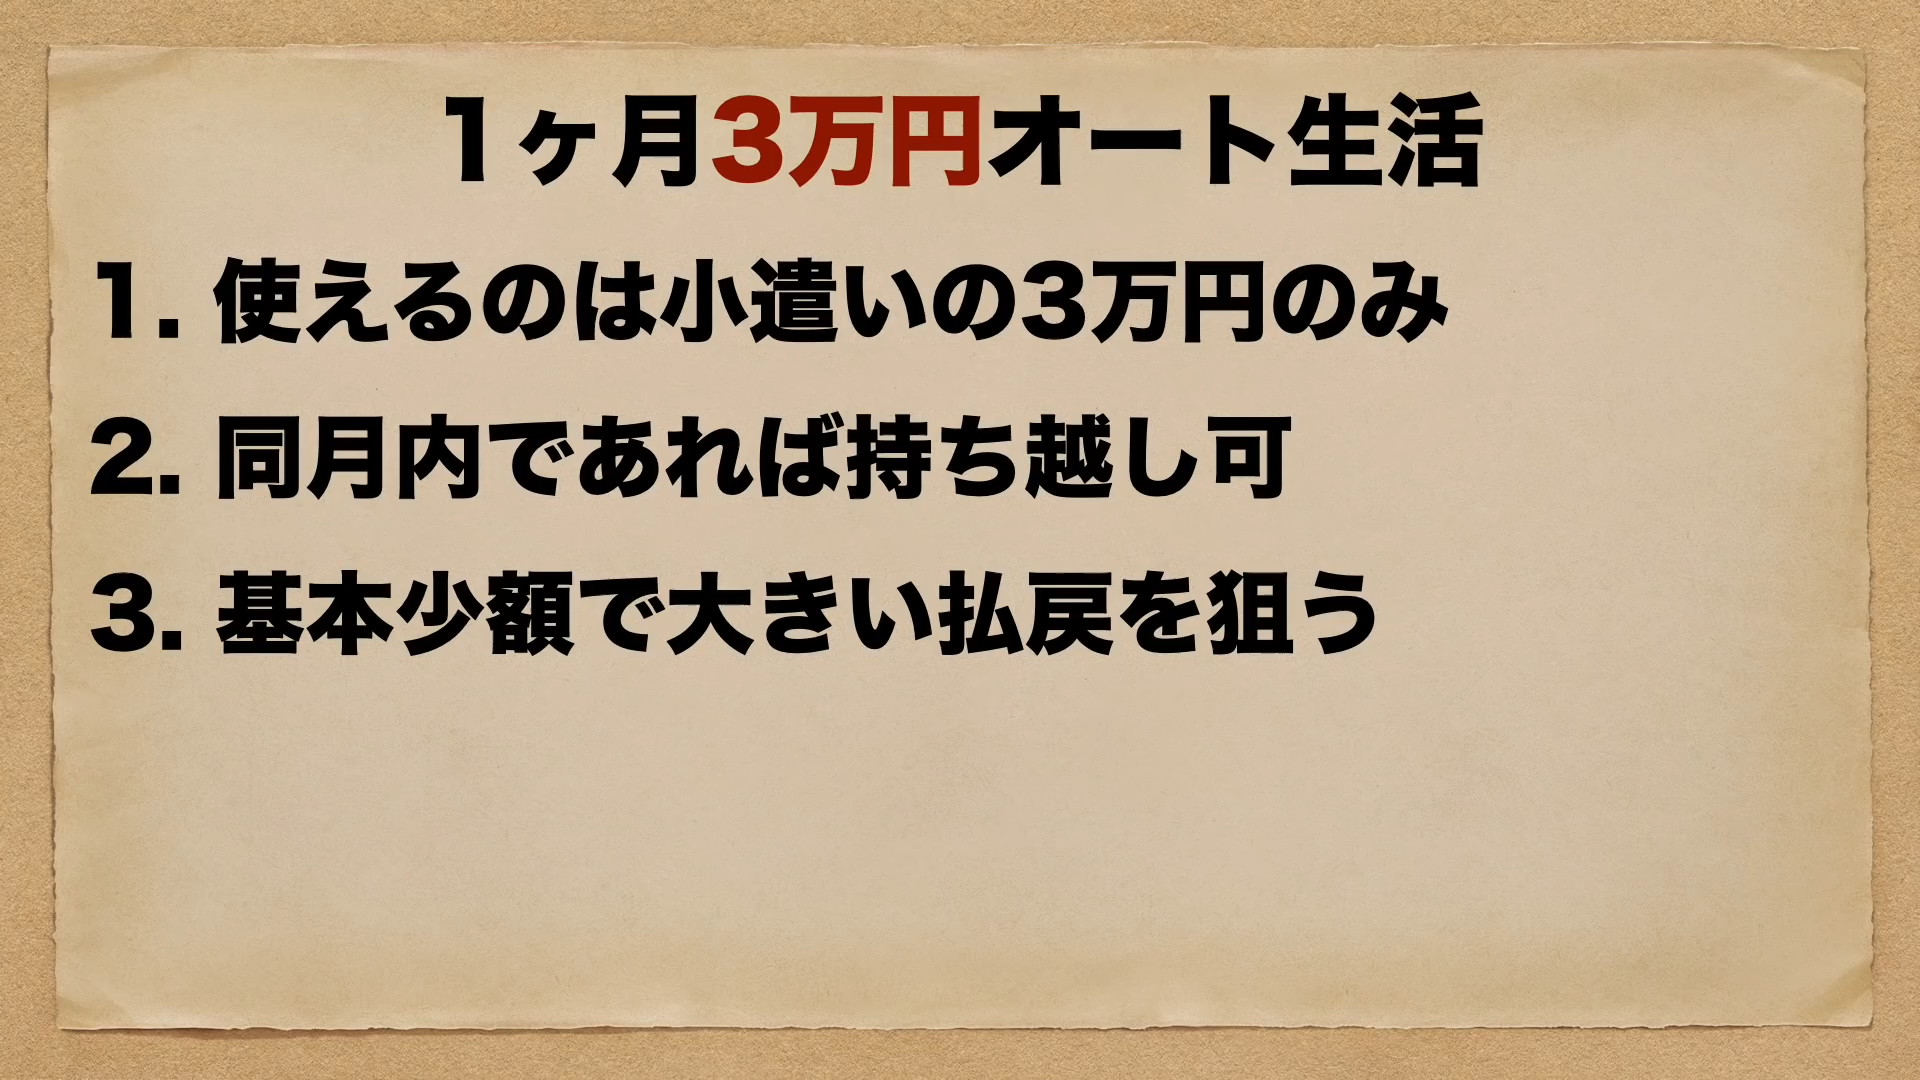 1ヶ月3万円オート生活
1. 使えるのは小遣いの3万円のみ
2. 同月内であれば持ち越し可
3. 基本少額で大きい払戻を狙う